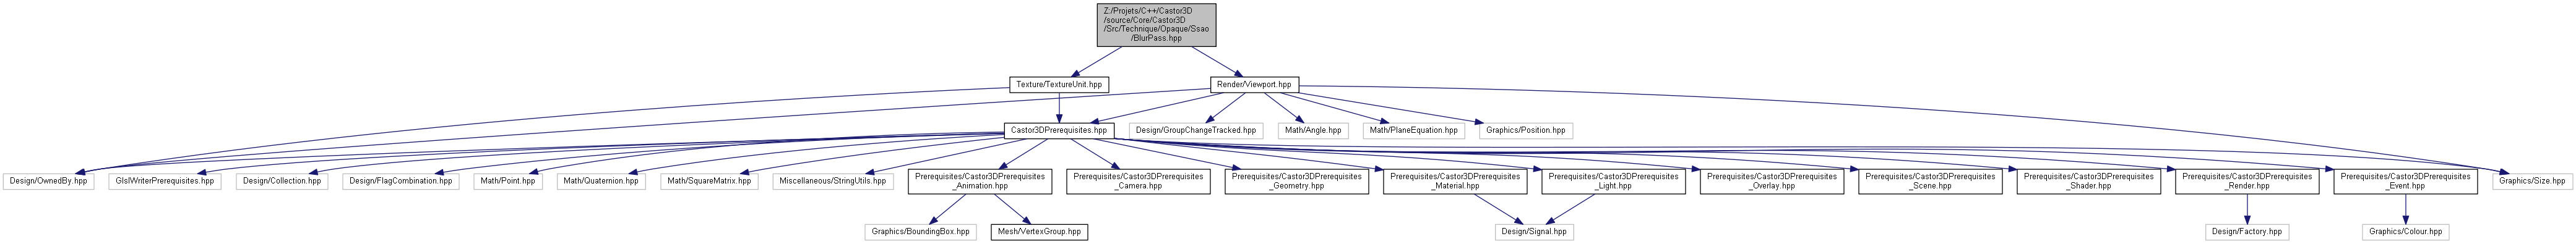 Z:/Projets/C++/Castor3D
/source/Core/Castor3D
/Src/Technique/Opaque/Ssao
/BlurPass.hpp
Texture/TextureUnit.hpp
Render/Viewport.hpp
Castor3DPrerequisites.hpp
Design/GroupChangeTracked.hpp
Math/Angle.hpp
Math/PlaneEquation.hpp
Graphics/Position.hpp
Design/OwnedBy.hpp
GlslWriterPrerequisites.hpp
Design/Collection.hpp
Design/FlagCombination.hpp
Math/Point.hpp
Math/Quaternion.hpp
Math/SquareMatrix.hpp
Miscellaneous/StringUtils.hpp
Prerequisites/Castor3DPrerequisites
_Animation.hpp
Prerequisites/Castor3DPrerequisites
_Camera.hpp
Prerequisites/Castor3DPrerequisites
_Geometry.hpp
Prerequisites/Castor3DPrerequisites
_Material.hpp
Prerequisites/Castor3DPrerequisites
_Light.hpp
Prerequisites/Castor3DPrerequisites
_Overlay.hpp
Prerequisites/Castor3DPrerequisites
_Scene.hpp
Prerequisites/Castor3DPrerequisites
_Shader.hpp
Prerequisites/Castor3DPrerequisites
_Render.hpp
Prerequisites/Castor3DPrerequisites
_Event.hpp
Graphics/Size.hpp
Graphics/BoundingBox.hpp
Mesh/VertexGroup.hpp
Design/Signal.hpp
Design/Factory.hpp
Graphics/Colour.hpp